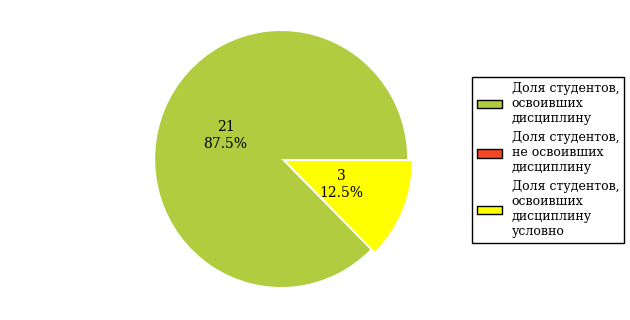 21
87.5%
3
12.5%
Доля студентов,
освоивших
дисциплину
Доля студентов,
не освоивших
дисциплину
Доля студентов,
освоивших
дисциплину
условно